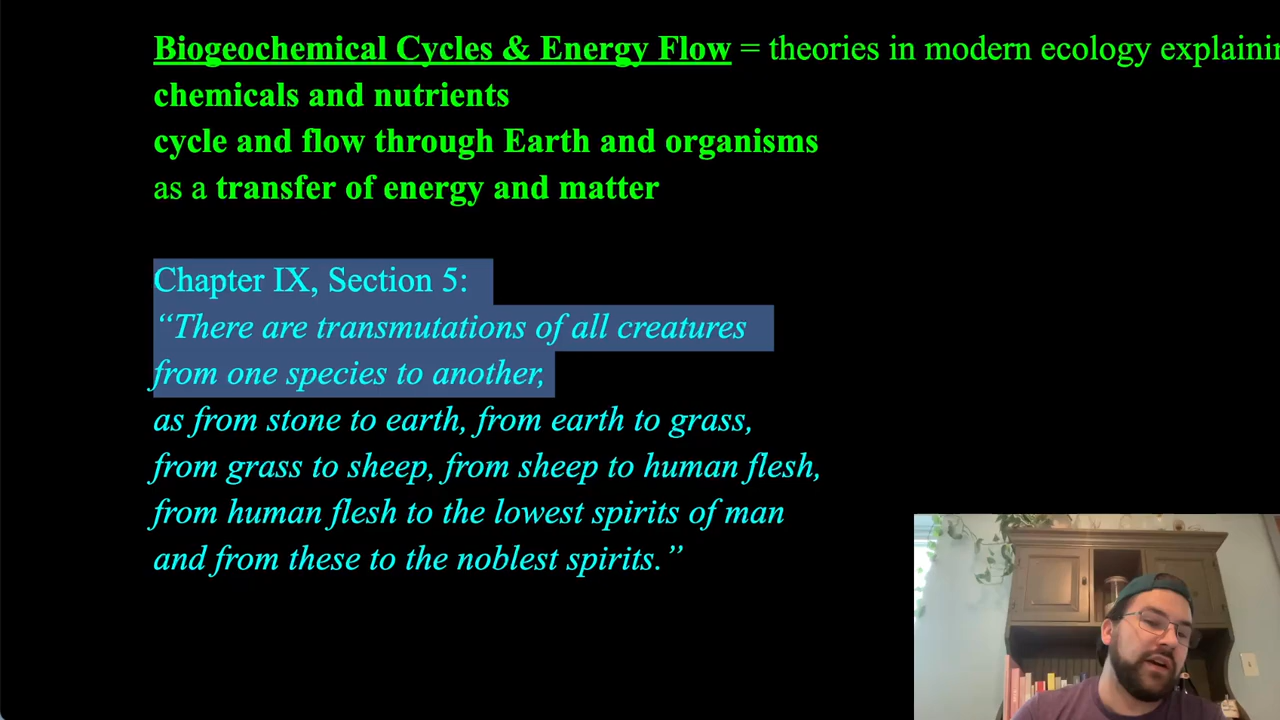 Biogeochemical Cycles & Energy Flow = theories in modern ecology
chemicals and nutrients
cycle and flow through Earth and organisms
as a transfer of energy and matter
Chapter IX, Section 5:
“There are transmutations of all creatures
from one species to another,
as from stone to earth, from earth to grass,
from grass to sheep, from sheep to human flesh,
from human flesh to the lowest spirits of man
and from these to the noblest spirits.”